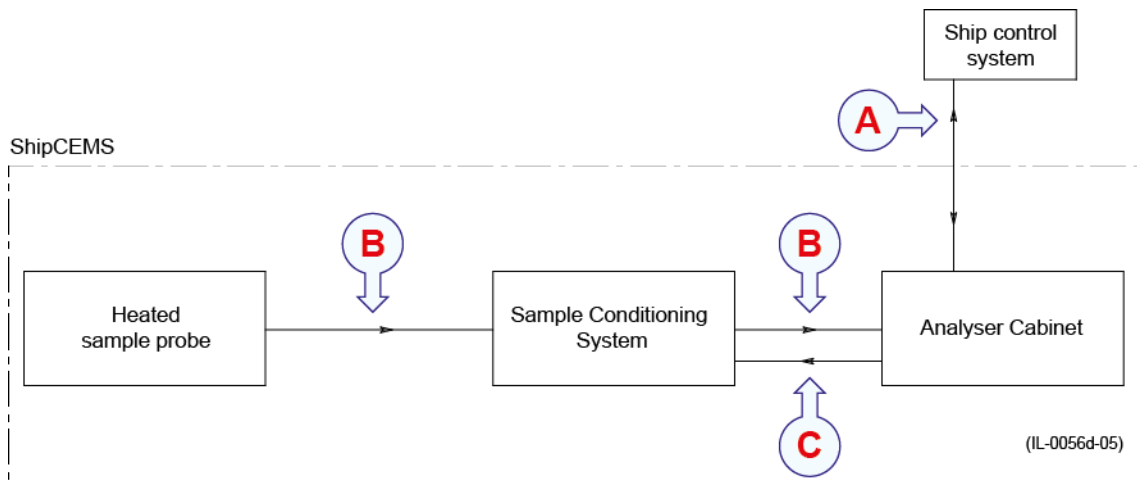 Ship control
system
A
ShipCEMS
B
B
Heated
sample probe
Sample Conditioning
System
Analyser Cabinet
C
(IL-0056d-05)